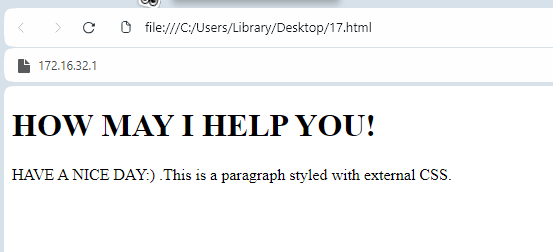 file:///C:/Users/Library/Desktop/17.html
172.16.32.1
HOW MAY I HELP YOU!
HAVE A NICE DAY:) .This is a paragraph styled with external CSS.